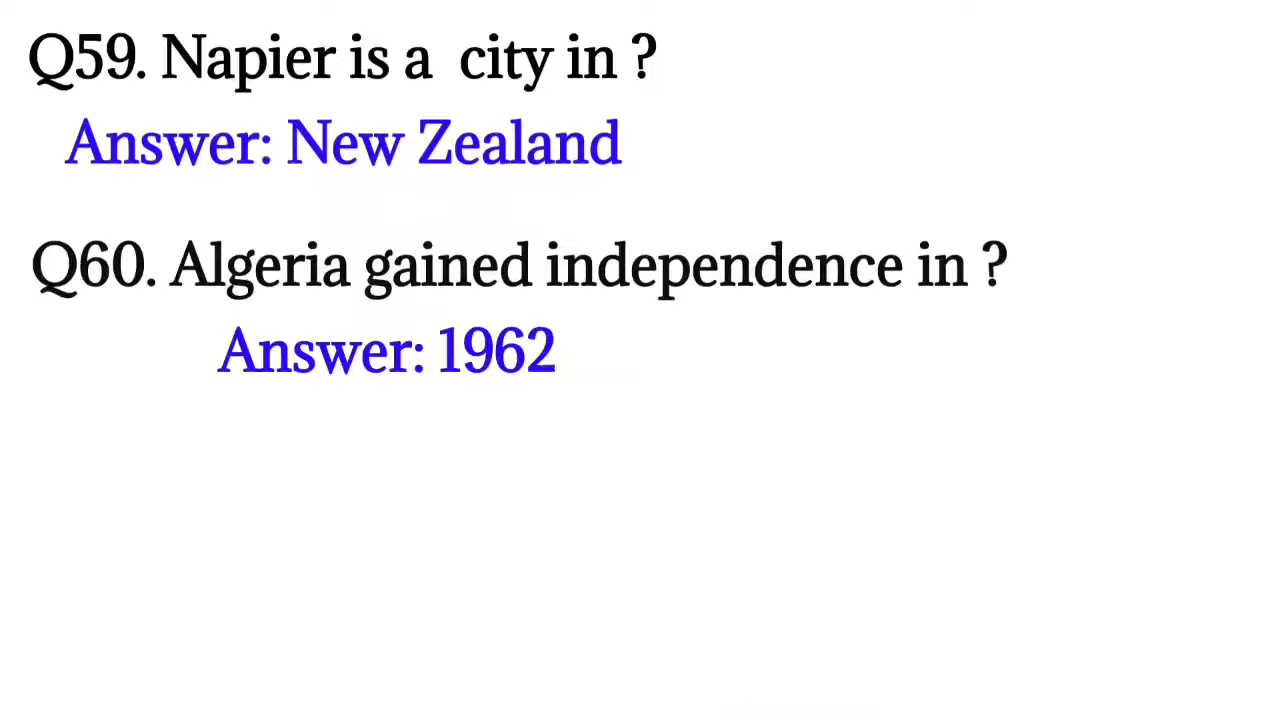 Q59. Napier is a city in ?
Answer: New Zealand
Q60. Algeria gained independence in ?
Answer: 1962